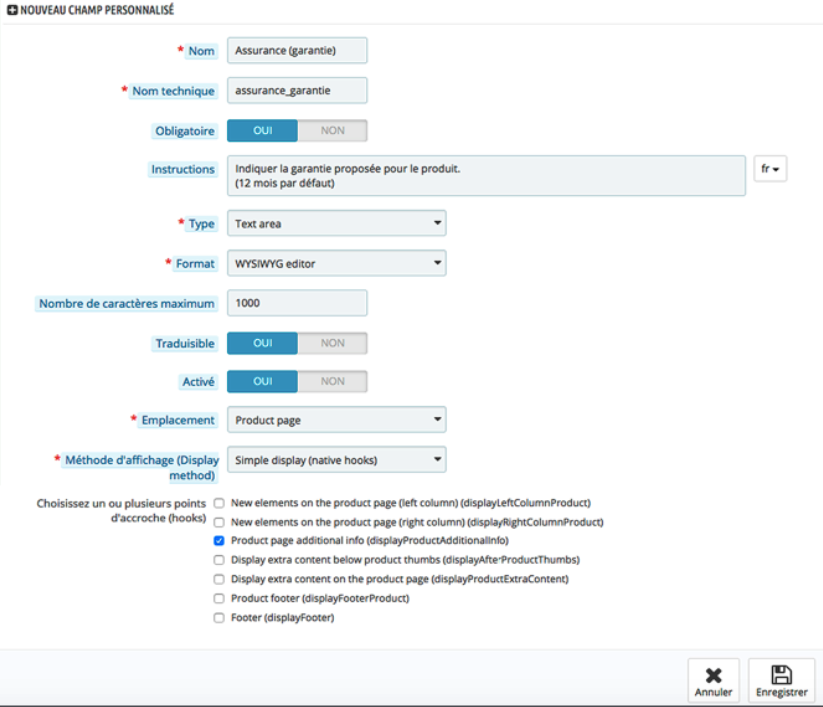 NOUVEAU CHAMP PERSONNALISÉ
* Nom Assurance (garantie)
* Nom technique assurance_garantie
Obligatoire OUI NON
Instructions Indiquer la garantie proposée pour le produit.
(12 mois par défaut)
fr
* Type Text area
* Format WYSIWYG editor
Nombre de caractères maximum 1000
Traduisible OUI NON
Activé OUI NON
* Emplacement Product page
* Méthode d'affichage (Display
method)
Simple display (native hooks)
Choisissez un ou plusieurs points
d'accroche (hooks)
New elements on the product page (left column) (displayLeftColumnProduct)
New elements on the product page (right column) (displayRightColumnProduct)
Product page additional info (displayProductAdditionalInfo)
Display extra content below product thumbs (displayAfterProductThumbs)
Display extra content on the product page (displayProductExtraContent)
Product footer (displayFooterProduct)
Footer (displayFooter)
Annuler Enregistrer